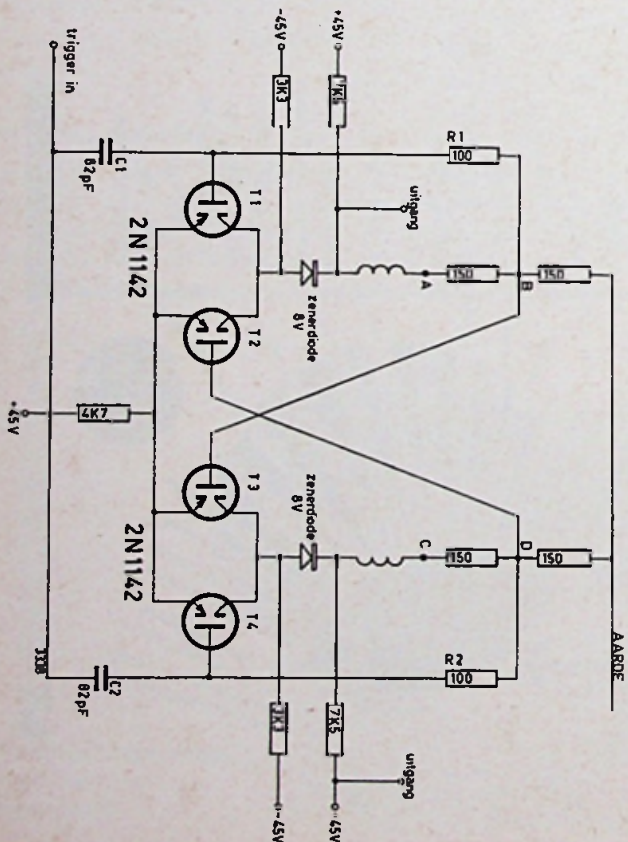 -45V
+45V
trigger in
3K3
7K5
R1
100
uitgang
C1
82pF
T1
2N1142
T2
zenerdiode
8V
A
150
B
150
4K7
+45V
T3
2N1142
T4
zenerdiode
8V
C
150
D
150
AARDE
R2
100
C2
82pF
3308
3K3
7K5
uitgang
-45V
-45V